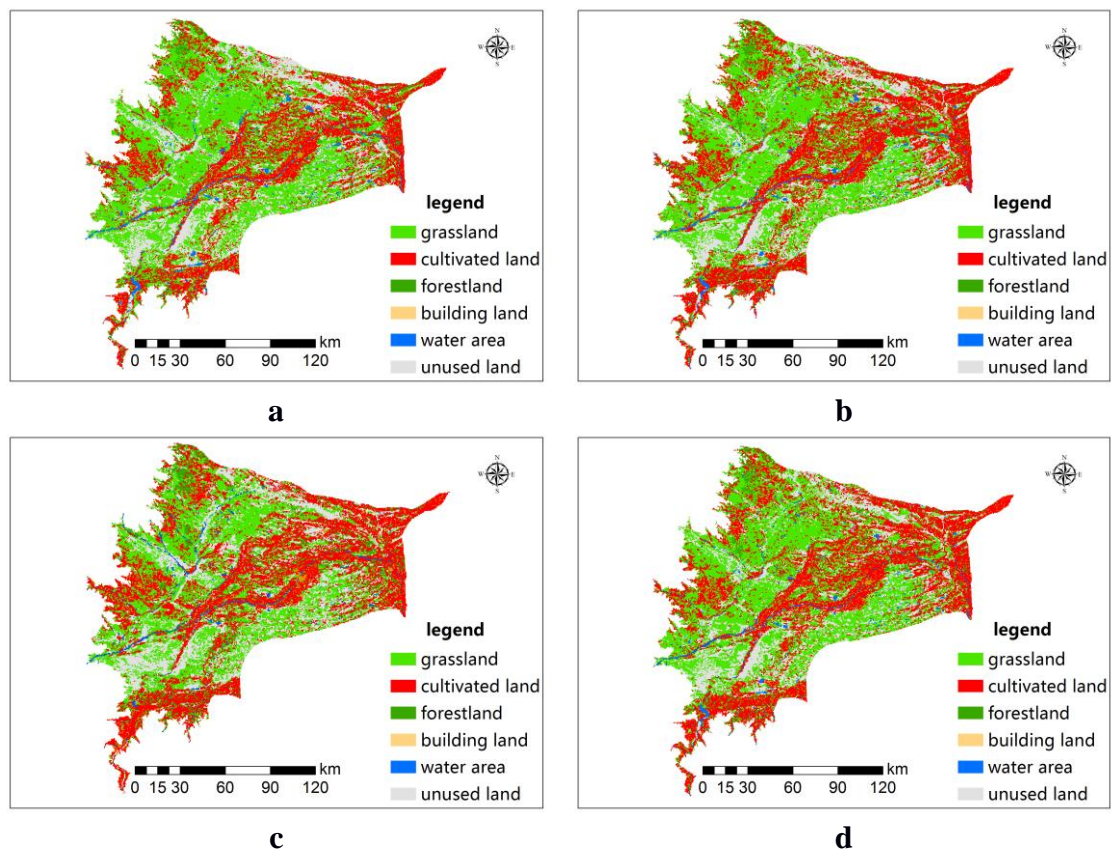 N
W E
S
legend
grassland
cultivated land
forestland
building land
water area
unused land
km
0 15 30 60 90 120
a
N
W E
S
legend
grassland
cultivated land
forestland
building land
water area
unused land
km
0 15 30 60 90 120
b
N
W E
S
legend
grassland
cultivated land
forestland
building land
water area
unused land
km
0 15 30 60 90 120
c
N
W E
S
legend
grassland
cultivated land
forestland
building land
water area
unused land
km
0 15 30 60 90 120
d